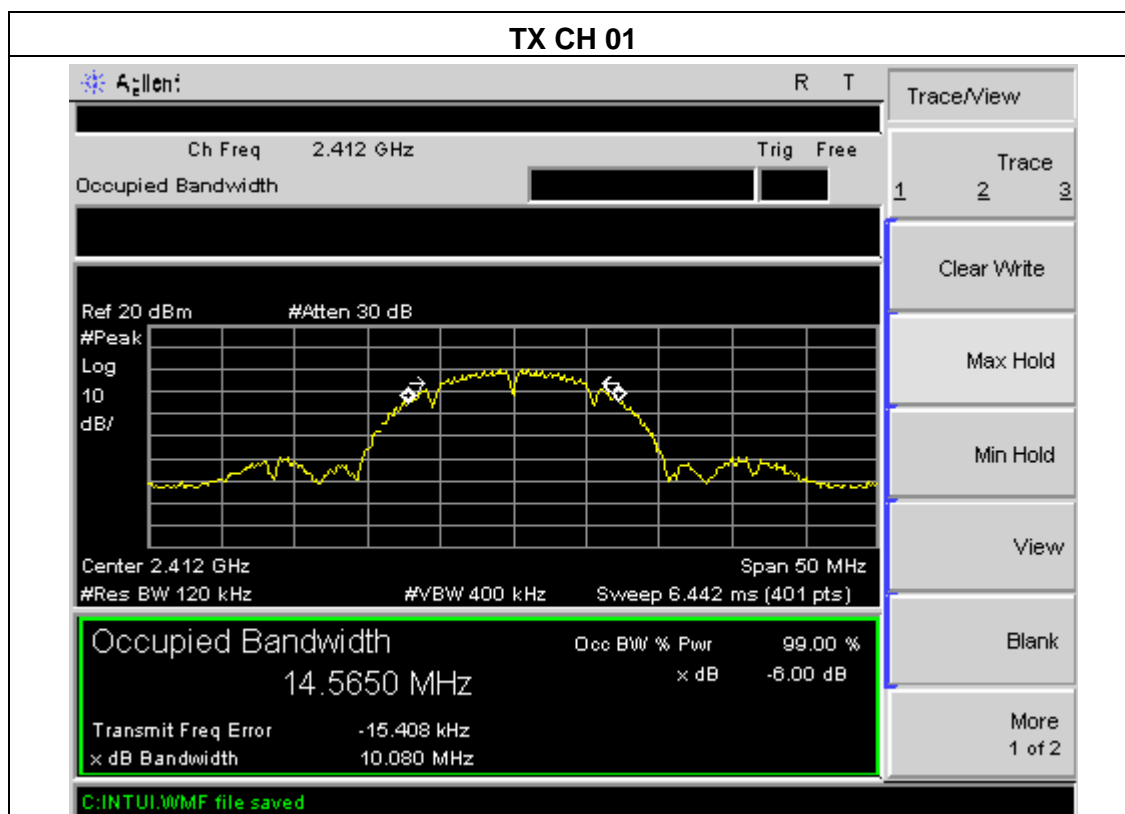 TX CH 01
Agilent R T
Trace/View
Ch Freq 2.412 GHz Trig Free
Occupied Bandwidth
Trace
1 2 3
Clear Write
Max Hold
Min Hold
View
Blank
More
1 of 2
Ref 20 dBm #Atten 30 dB
#Peak
Log
10
dB/
Center 2.412 GHz Span 50 MHz
#Res BW 120 kHz #VBW 400 kHz Sweep 6.442 ms (401 pts)
Occupied Bandwidth Occ BW % Pwr 99.00 %
14.5650 MHz x dB -6.00 dB
Transmit Freq Error -15.408 kHz
x dB Bandwidth 10.080 MHz
C:INTUI.WMF file saved